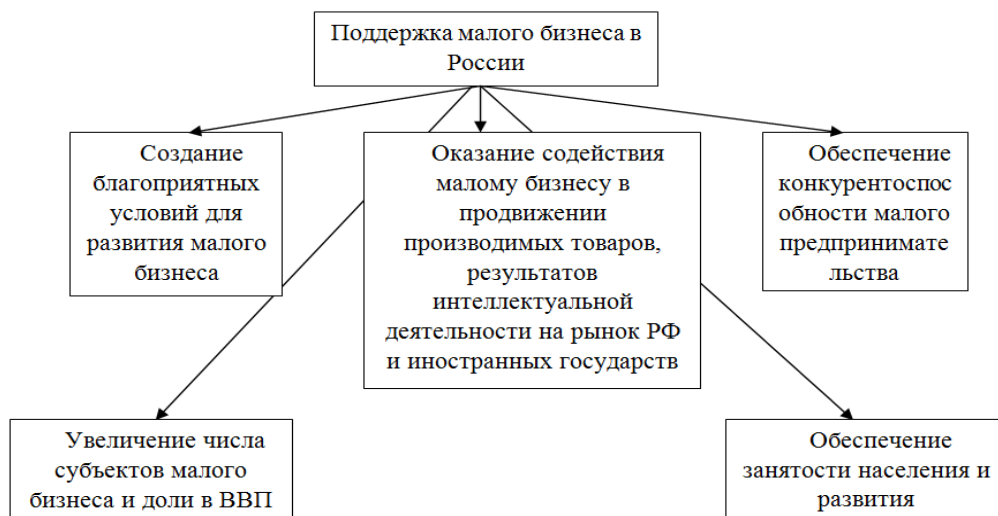 Поддержка малого бизнеса в
России
Создание
благоприятных
условий для
развития малого
бизнеса
Оказание содействия
малому бизнесу в
продвижении
производимых товаров,
результатов
интеллектуальной
деятельности на рынок РФ
и иностранных государств
Обеспечение
конкурентоспос
обности малого
предпринимате
льства
Увеличение числа
субъектов малого
бизнеса и доли в ВВП
Обеспечение
занятости населения и
развития